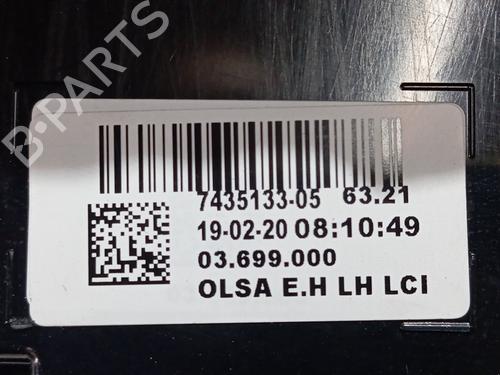 B-PARTS
7435133-05 63.21
19-02-20 08:10:49
03.699.000
OLSA E.H LH LCI